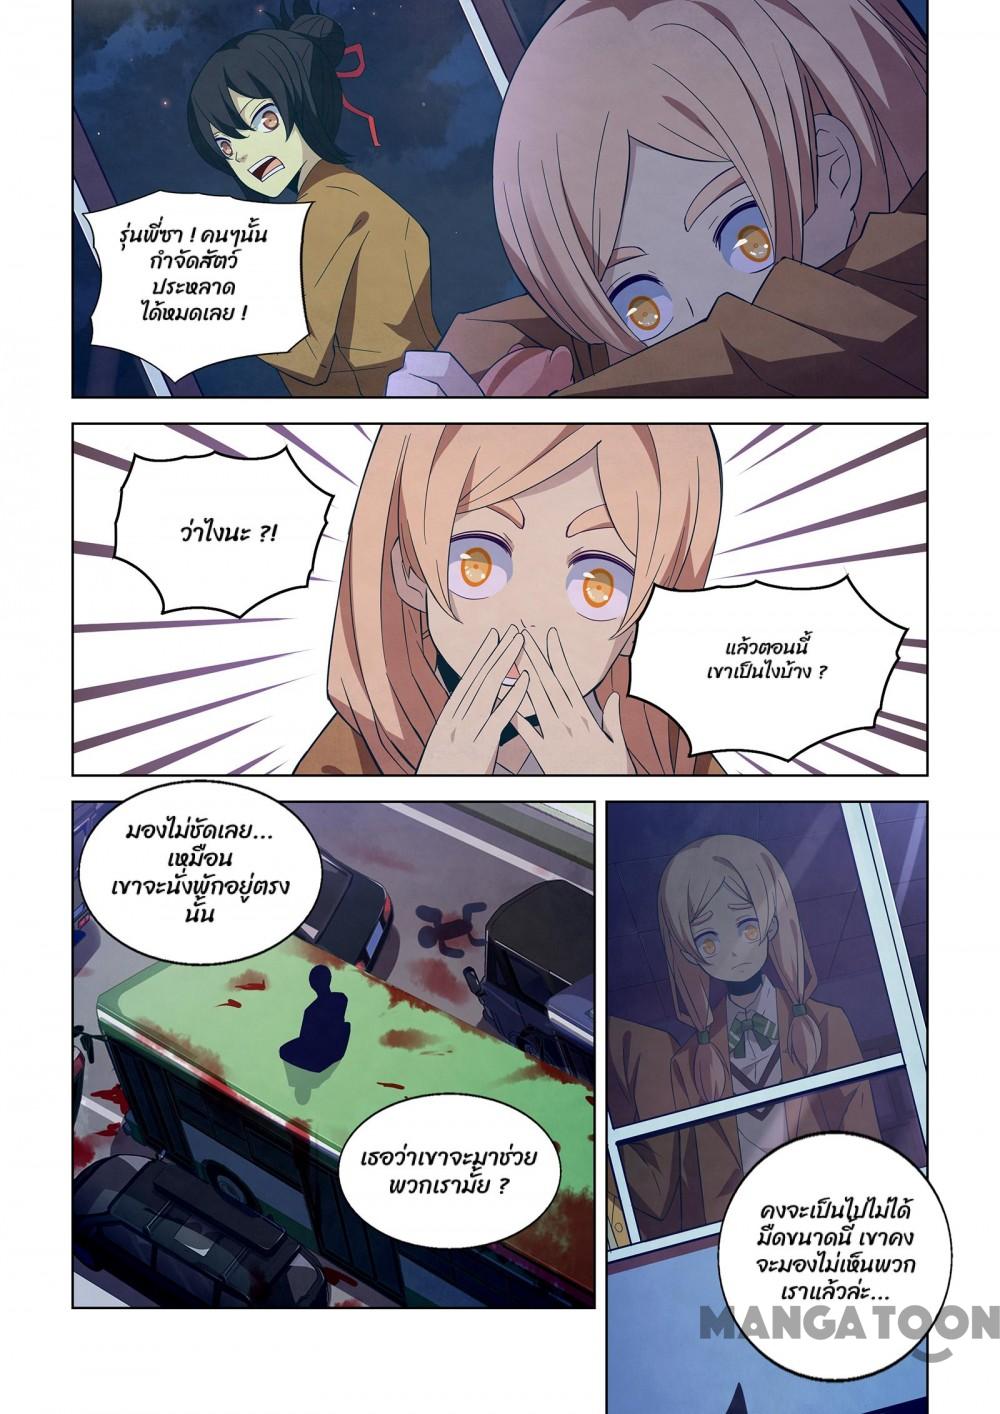 รุ่นพี่ซา ! คนๆนั้น
กำจัดสัตว์
ประหลาด
ได้หมดเลย !
ว่าไงนะ ?!
แล้วตอนนี้
เขาเป็นไงบ้าง ?
มองไม่ชัดเลย...
เหมือน
เขาจะนั่งพักอยู่ตรง
นั้น
เธอว่าเขาจะมาช่วย
พวกเรามั้ย ?
คงจะเป็นไปไม่ได้
มืดขนาดนี้ เขาคง
จะมองไม่เห็นพวก
เราแล้วล่ะ...
MANGATOON